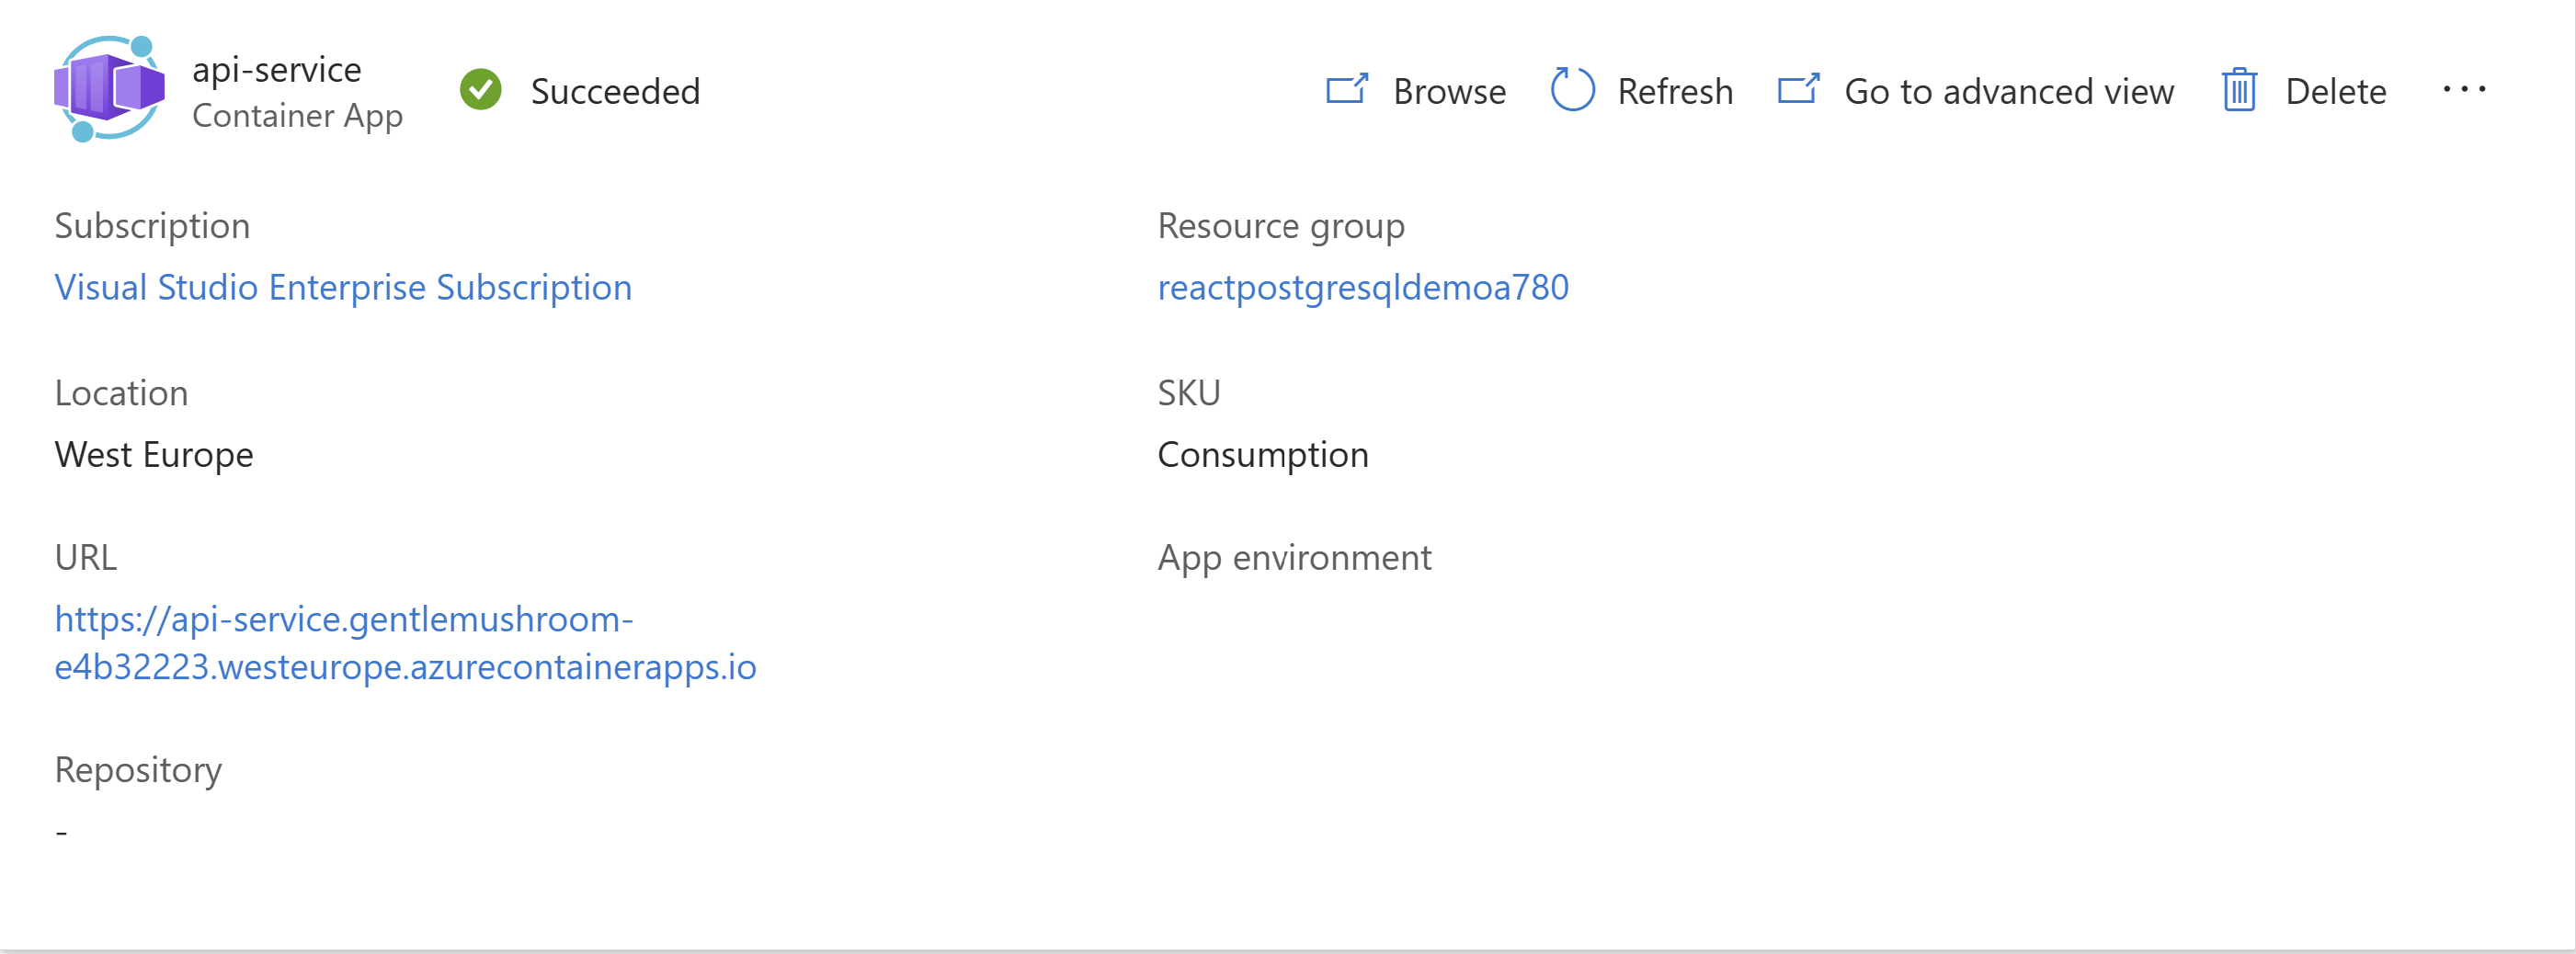 api-service
Container App
Succeeded
Browse
Refresh
Go to advanced view
Delete
...
Subscription
Visual Studio Enterprise Subscription
Resource group
reactpostgresqldemoa780
Location
West Europe
SKU
Consumption
URL
https://api-service.gentlemushroom-
e4b32223.westeurope.azurecontainerapps.io
App environment
Repository
-